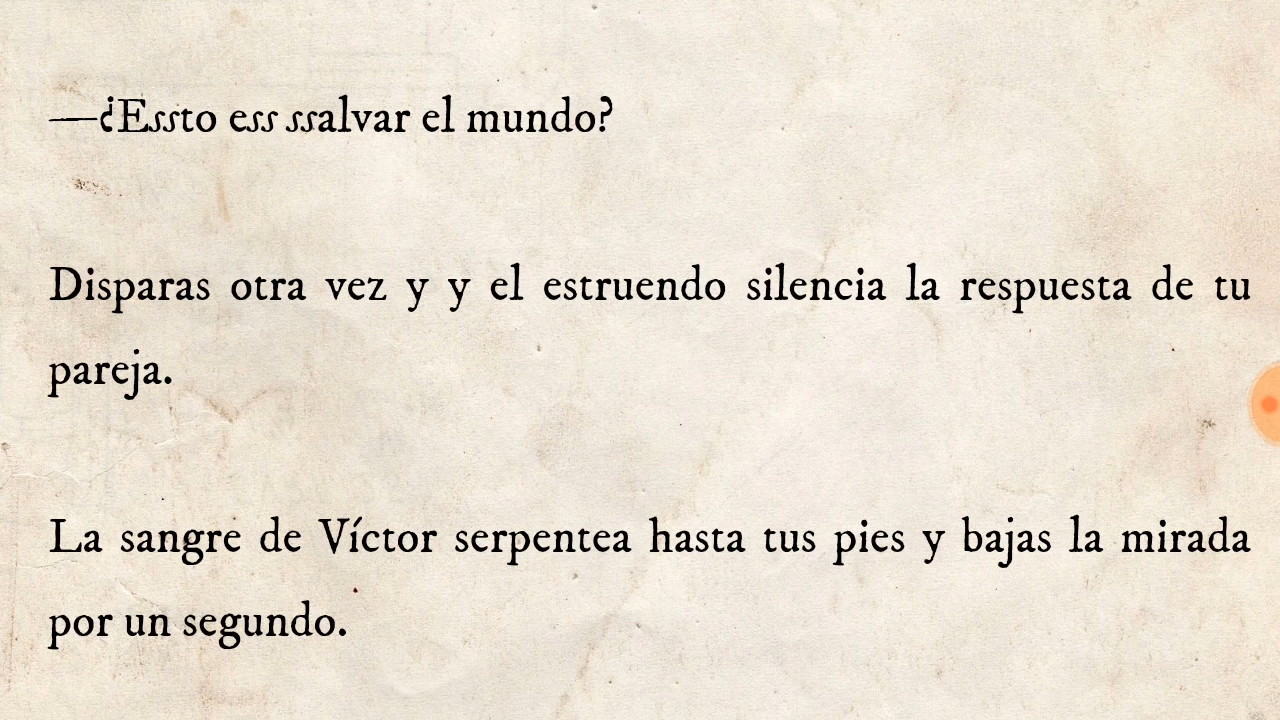 —¿Essto ess ssalvar el mundo?
Disparas otra vez y y el estruendo silencia la respuesta de tu
pareja.
La sangre de Víctor serpentea hasta tus pies y bajas la mirada
por un segundo.